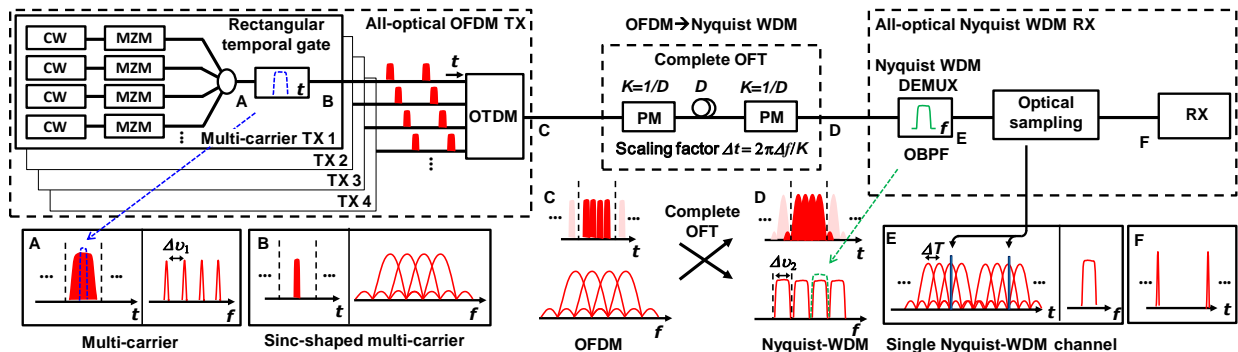 Rectangular
temporal gate
All-optical OFDM TX
CW MZM
CW MZM
CW MZM
CW MZM
A
t
B
Multi-carrier TX 1
TX 2
TX 3
TX 4
t
OTDM
C
OFDM→Nyquist WDM
Complete OFT
K=1/D D K=1/D
PM PM
Scaling factor Δt = 2πΔf/K
D
All-optical Nyquist WDM RX
Nyquist WDM
DEMUX
f
OBPF
E
Optical
sampling
F
RX
A
Δυ1
... ...
t f
Multi-carrier
B
... ...
t f
Sinc-shaped multi-carrier
C
... ...
t
f
OFDM
Complete
OFT
D
... ...
t
Δυ2
f
Nyquist-WDM
E
ΔT
... ...
t f
Single Nyquist-WDM channel
F
t